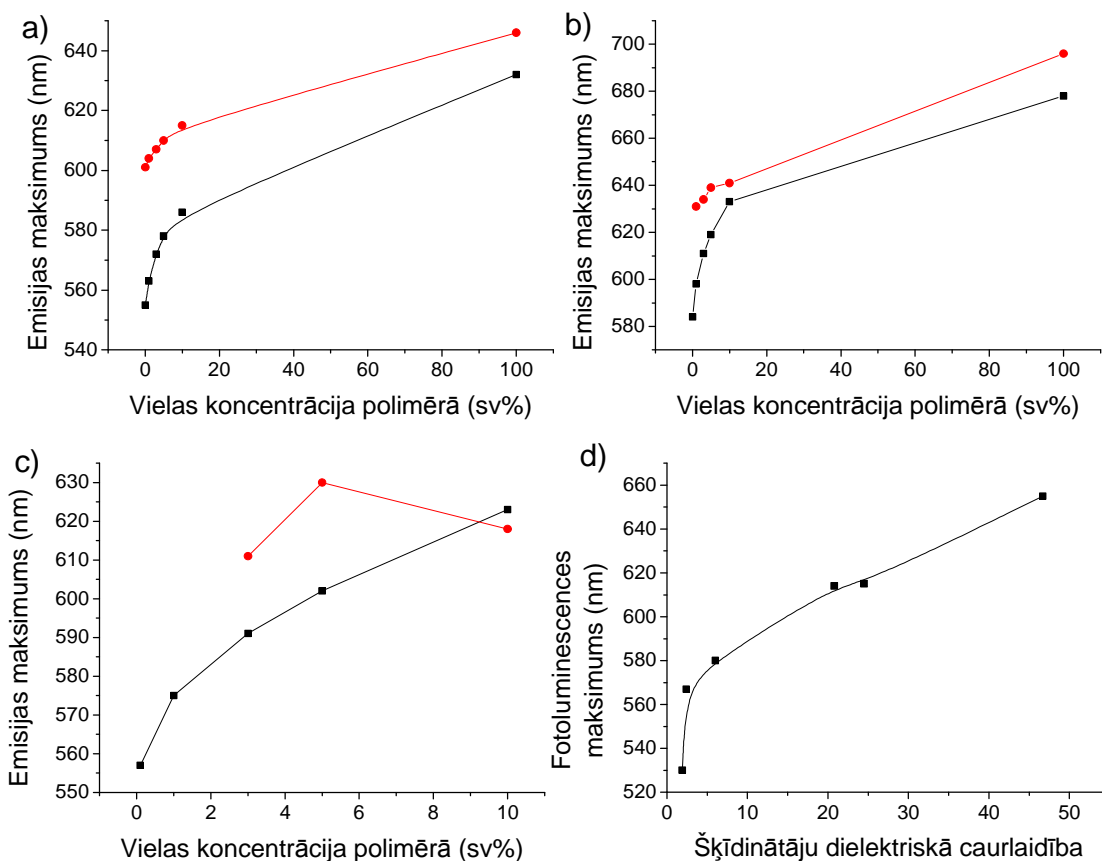 a)
Emisijas maksimums (nm)
640
620
600
580
560
540
0 20 40 60 80 100
Vielas koncentrācija polimērā (sv%)
b)
Emisijas maksimums (nm)
700
680
660
640
620
600
580
0 20 40 60 80 100
Vielas koncentrācija polimērā (sv%)
c)
Emisijas maksimums (nm)
630
620
610
600
590
580
570
560
550
0 2 4 6 8 10
Vielas koncentrācija polimērā (sv%)
d)
Fotoluminescences
maksimums (nm)
660
640
620
600
580
560
540
520
0 10 20 30 40 50
Šķīdinātāju dielektriskā caurlaidība